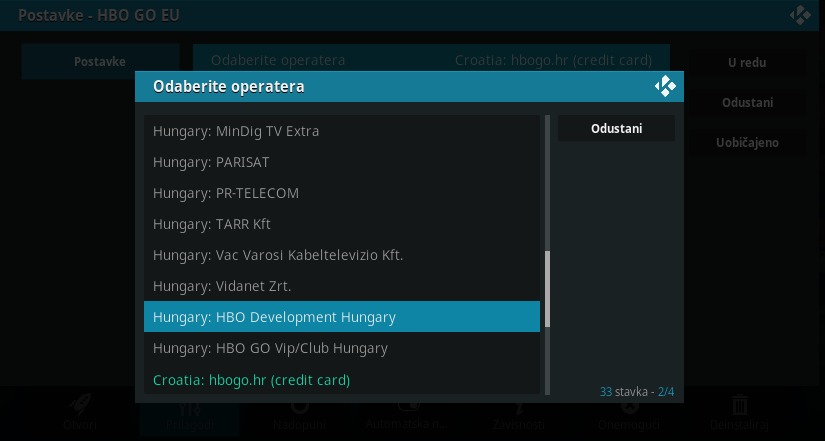 Postavke - HBO GO EU
Postavke
Odaberite operatera
Croatia: hbogo.hr (credit card)
U redu
Odustani
Uobičajeno
Odaberite operatera
Hungary: MinDig TV Extra
Hungary: PARISAT
Hungary: PR-TELECOM
Hungary: TARR Kft
Hungary: Vac Varosi Kabeltelevizio Kft.
Hungary: Vidanet Zrt.
Hungary: HBO Development Hungary
Hungary: HBO GO Vip/Club Hungary
Croatia: hbogo.hr (credit card)
Odustani
33 stavka - 2/4
Otvori
Prilagodi
Nadopuni
Automatska n...
Zavisnosti
Onemogući
Deinstaliraj